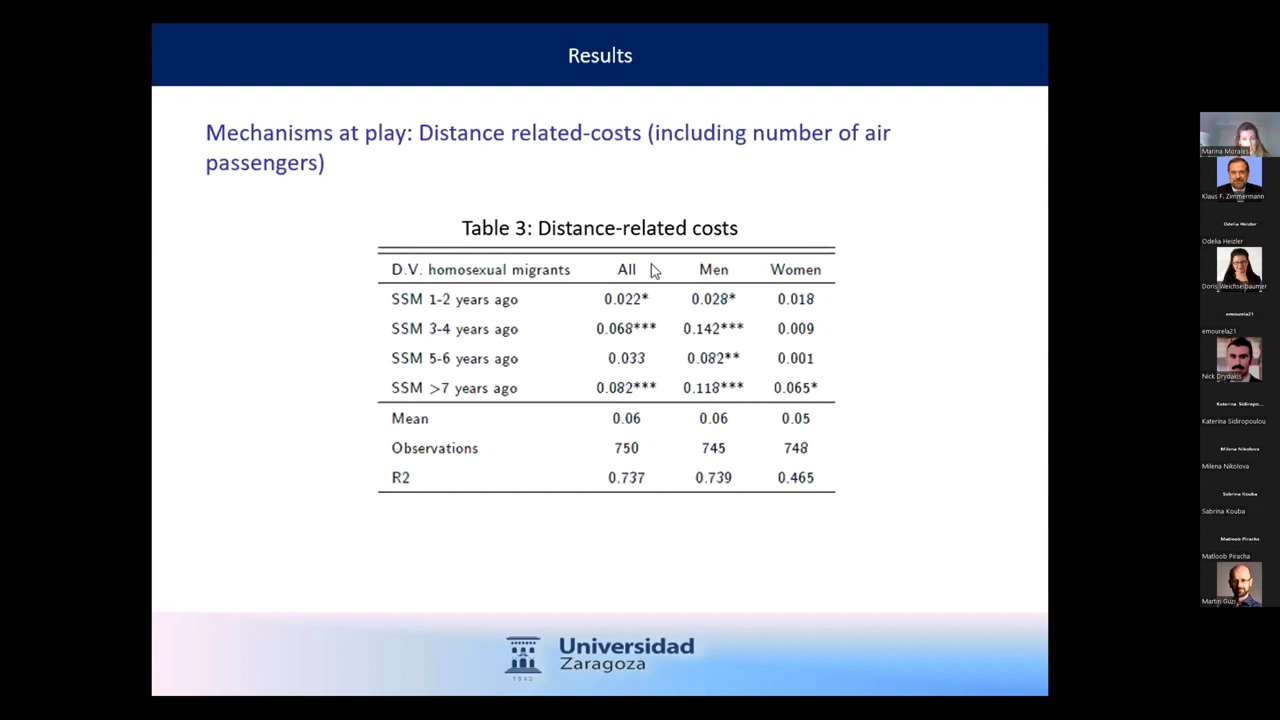 Results
Mechanisms at play: Distance related-costs (including number of air
passengers)
Table 3: Distance-related costs
D.V. homosexual migrants All Men Women
SSM 1-2 years ago 0.022* 0.028* 0.018
SSM 3-4 years ago 0.068*** 0.142*** 0.009
SSM 5-6 years ago 0.033 0.082** 0.001
SSM >7 years ago 0.082*** 0.118*** 0.065*
Mean 0.06 0.06 0.05
Observations 750 745 748
R2 0.737 0.739 0.465
Universidad
Zaragoza
1542
Marina Morales
Klaus F. Zimmermann
Odelia Heizler
Odelia Heizler
Doris Weichselbaumer
emourela21
emourela21
Nick Drydakis
Katerina Sidiropo...
Katerina Sidiropoulou
Milena Nikolova
Milena Nikolova
Sabrina Kouba
Sabrina Kouba
Matloob Piracha
Matloob Piracha
Martin Guzi